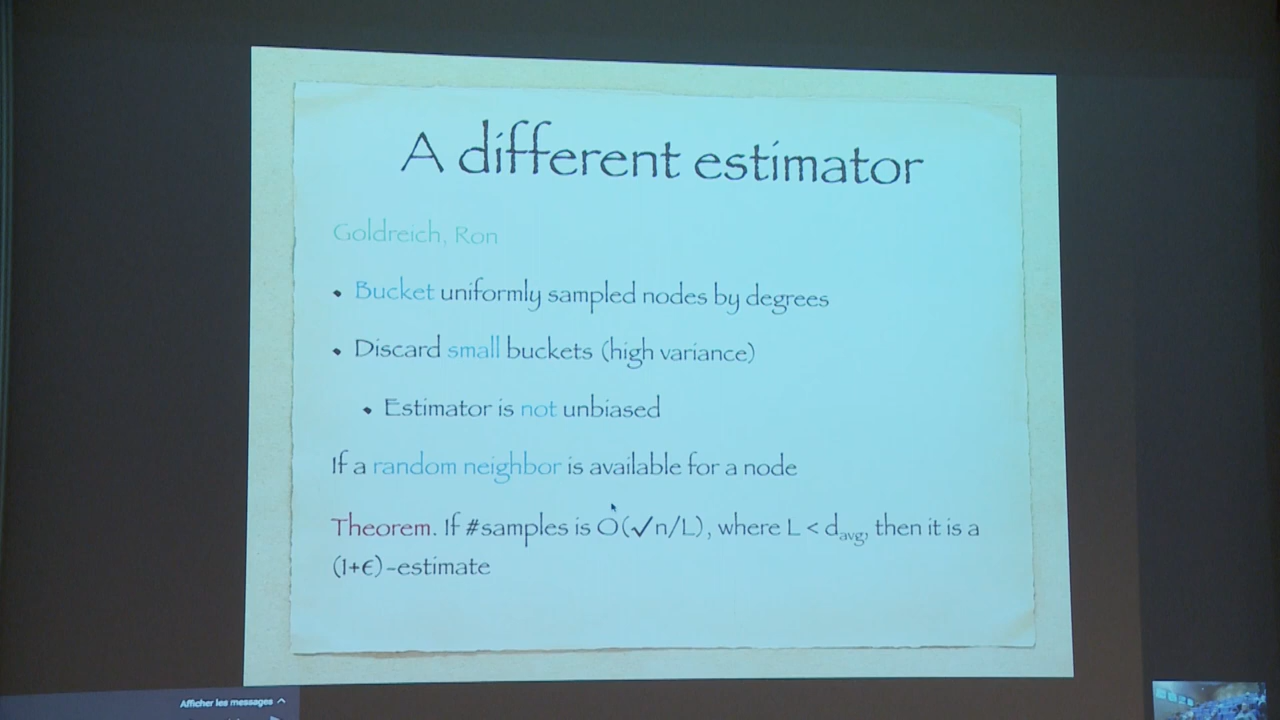 A different estimator
Goldreich, Ron
• Bucket uniformly sampled nodes by degrees
• Discard small buckets (high variance)
• Estimator is not unbiased
If a random neighbor is available for a node
Theorem. If #samples is O(√n/L), where L < davg, then it is a
(1+ϵ)-estimate
Afficher les messages